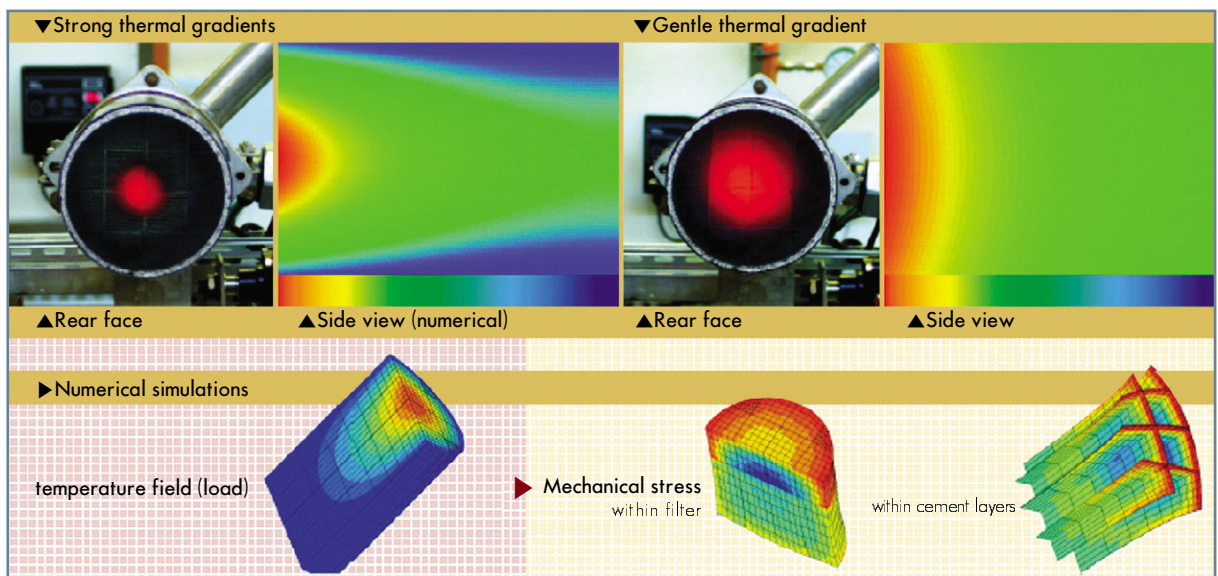 ▼Strong thermal gradients
▼Gentle thermal gradient
▲Rear face
▲Side view (numerical)
▲Rear face
▲Side view
▶Numerical simulations
temperature field (load)
▶ Mechanical stress
within filter
within cement layers